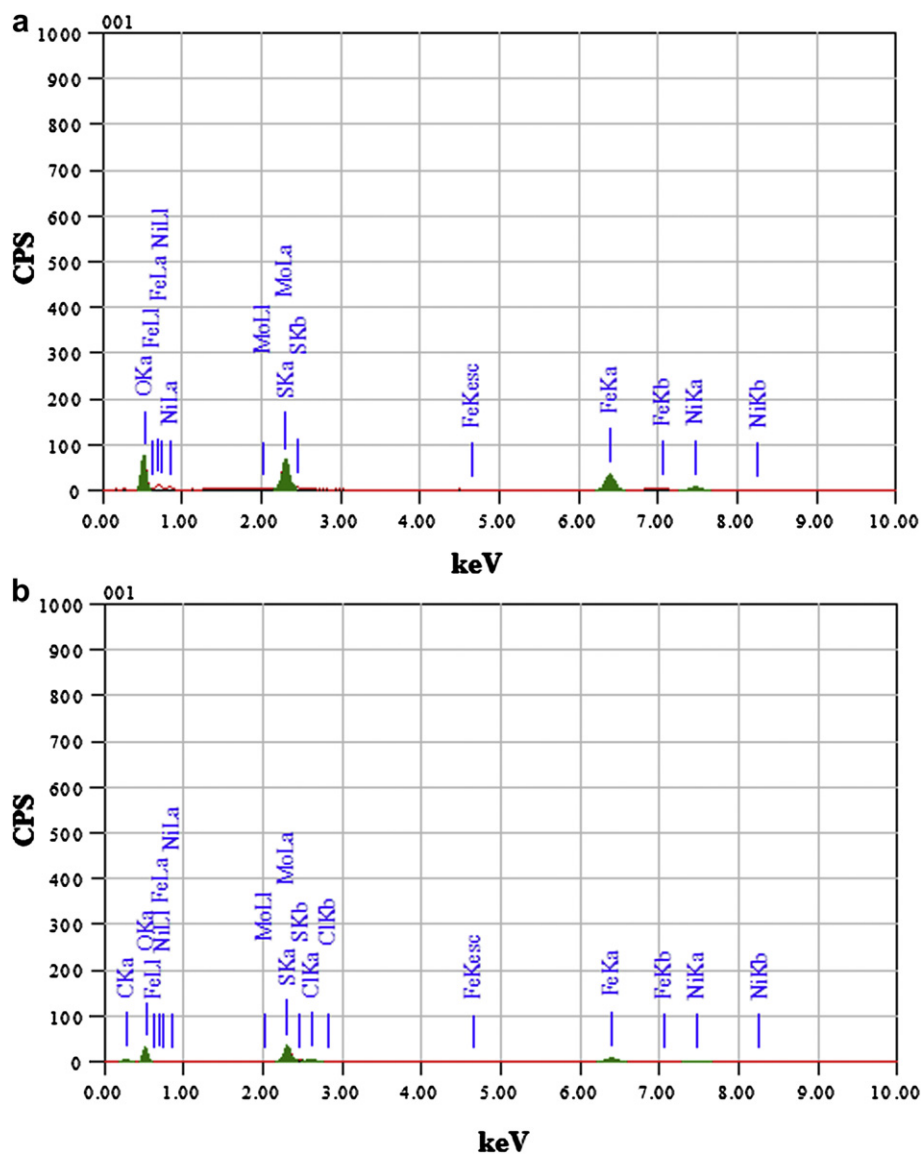 a
001
1000
900
800
700
600
500
400
300
200
100
0
CPS
OKa
FeLl
FeLa
NiLl
NiLa
MoLl
SKa
MoLa
SKb
FeKesc
FeKa
FeKb
NiKa
NiKb
0.00 1.00 2.00 3.00 4.00 5.00 6.00 7.00 8.00 9.00 10.00
keV
b
001
1000
900
800
700
600
500
400
300
200
100
0
CPS
CKa
OKa
FeLl
NiLl
FeLa
NiLa
MoLl
SKa
MoLa
SKb
ClKa
ClKb
FeKesc
FeKa
FeKb
NiKa
NiKb
0.00 1.00 2.00 3.00 4.00 5.00 6.00 7.00 8.00 9.00 10.00
keV